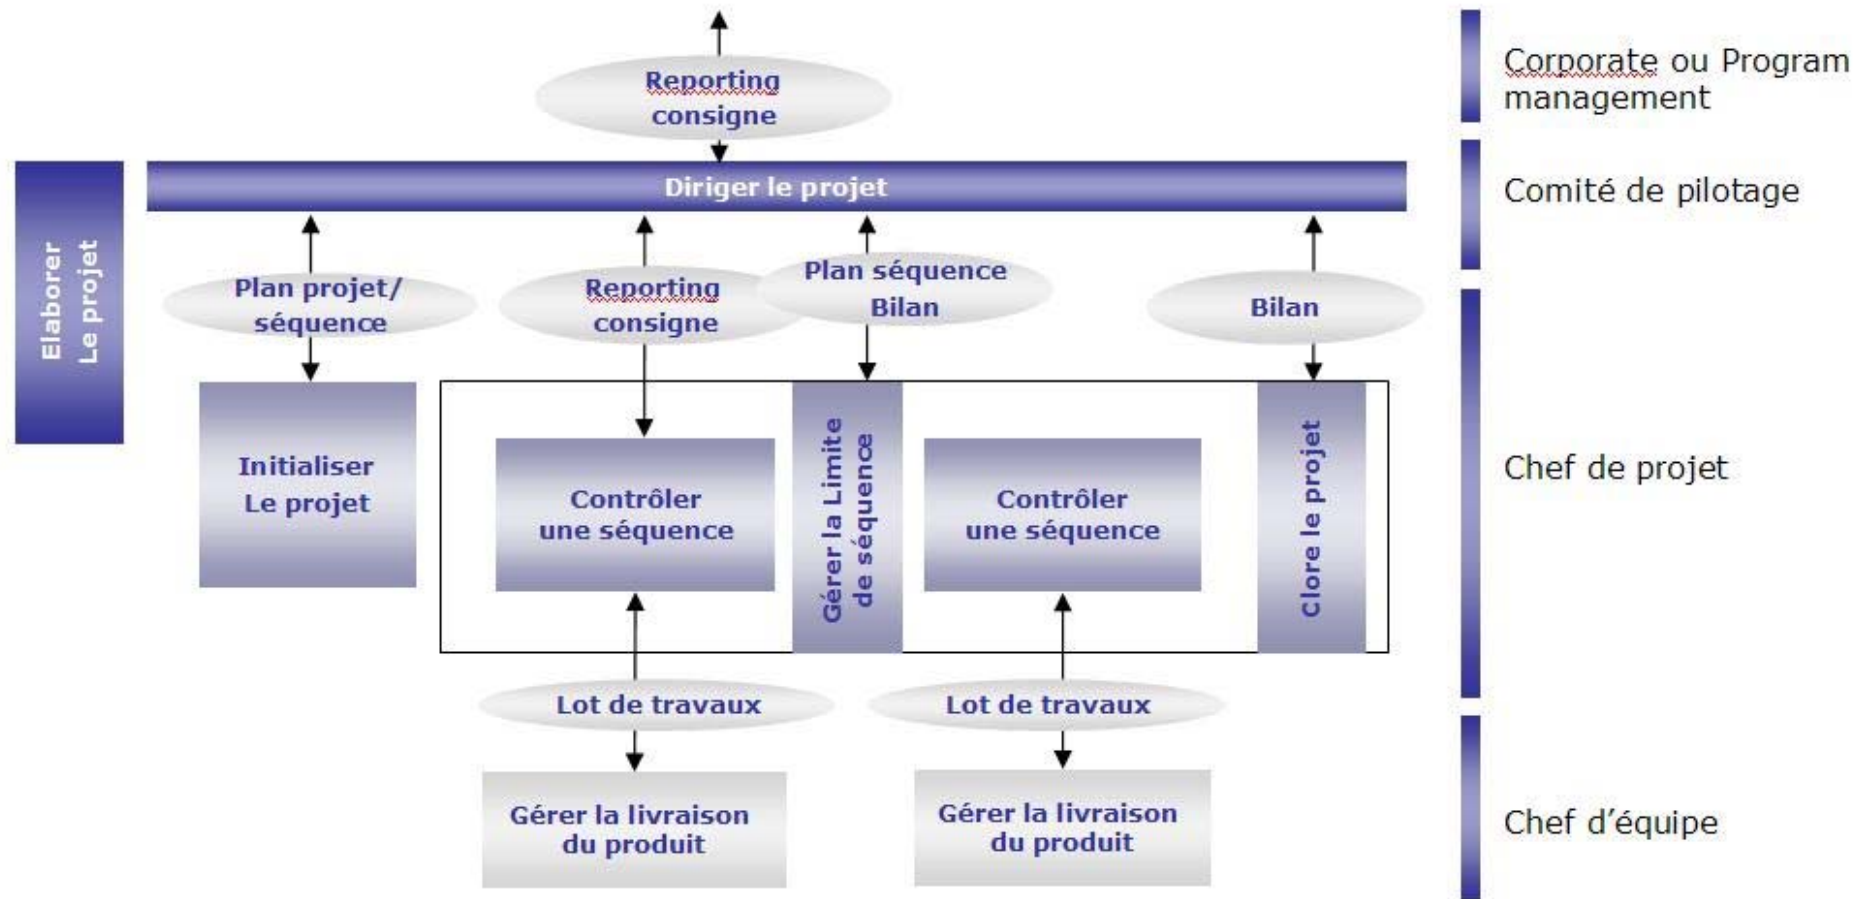 Reporting
consigne
Corporate ou Program
management
Diriger le projet
Comité de pilotage
Elaborer
Le projet
Plan projet/
séquence
Reporting
consigne
Plan séquence
Bilan
Bilan
Initialiser
Le projet
Contrôler
une séquence
Gérer la Limite
de séquence
Contrôler
une séquence
Clore le projet
Chef de projet
Lot de travaux
Lot de travaux
Gérer la livraison
du produit
Gérer la livraison
du produit
Chef d'équipe